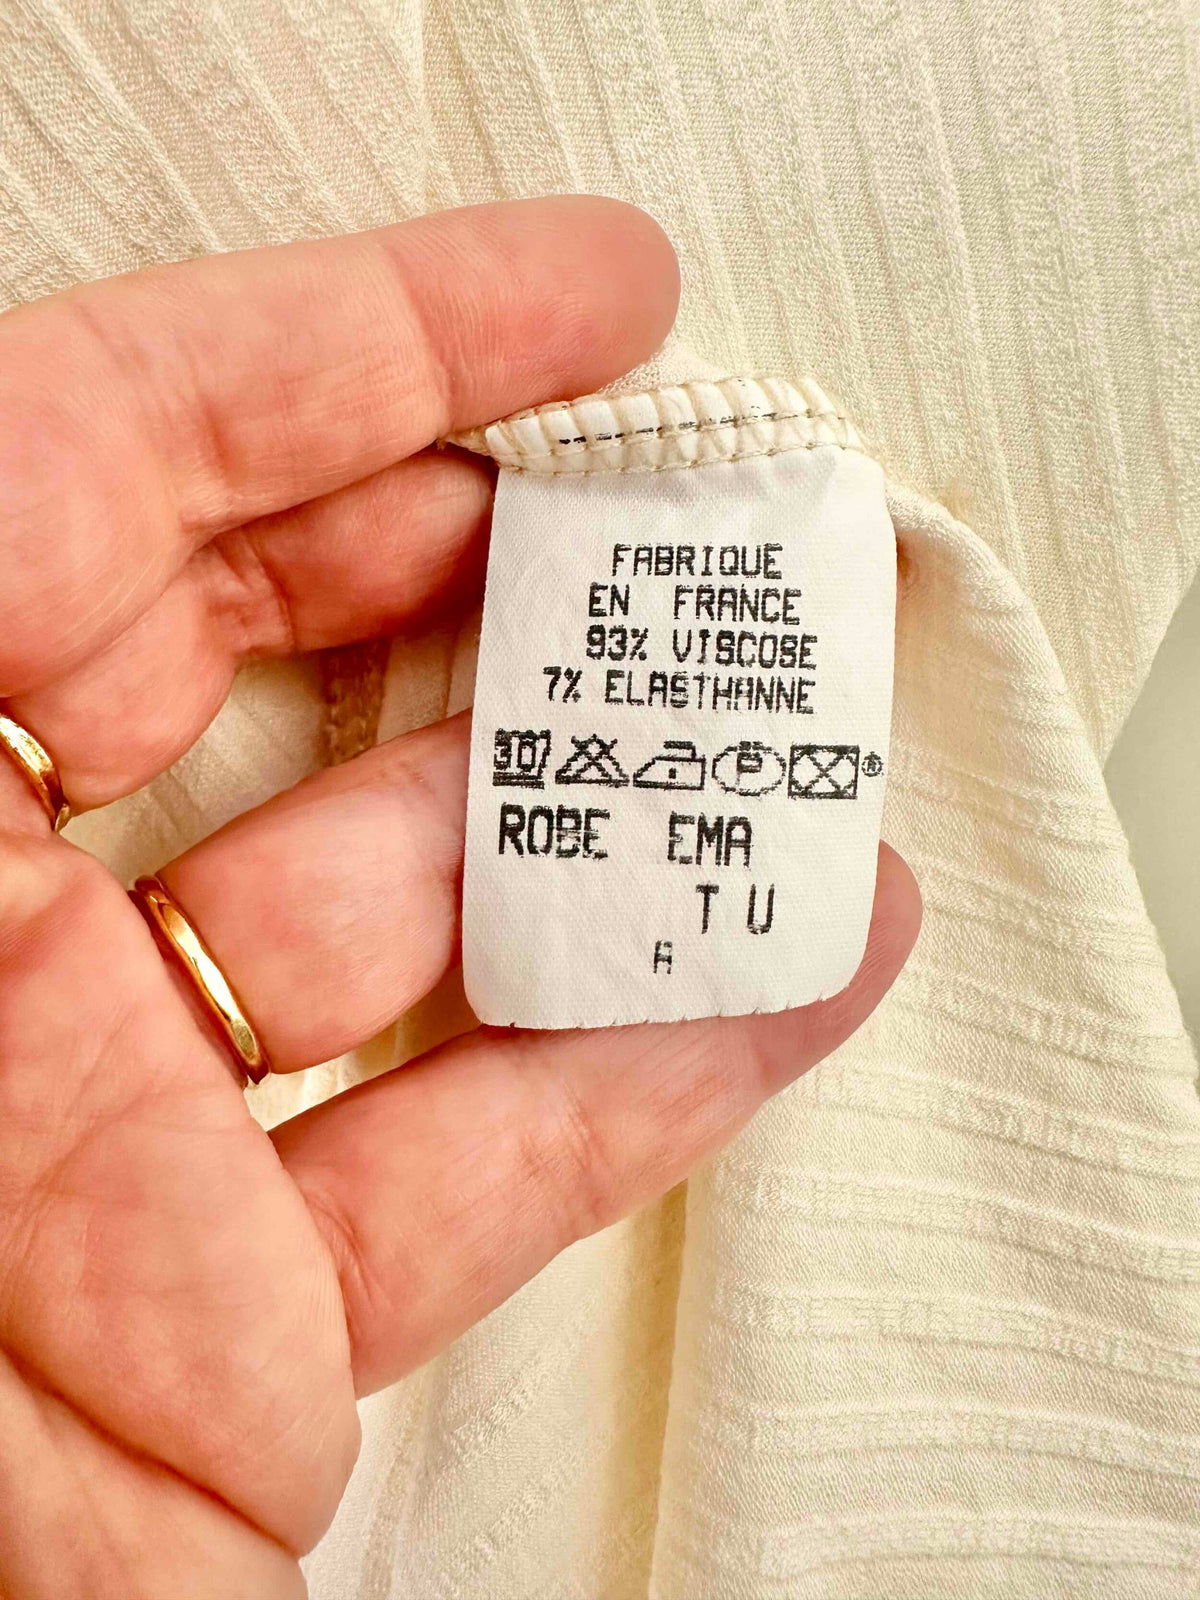 FABRIQUE
EN FRANCE
93% VISCOSE
7% ELASTHANNE
30 P ®
ROBE EMA
T U
A